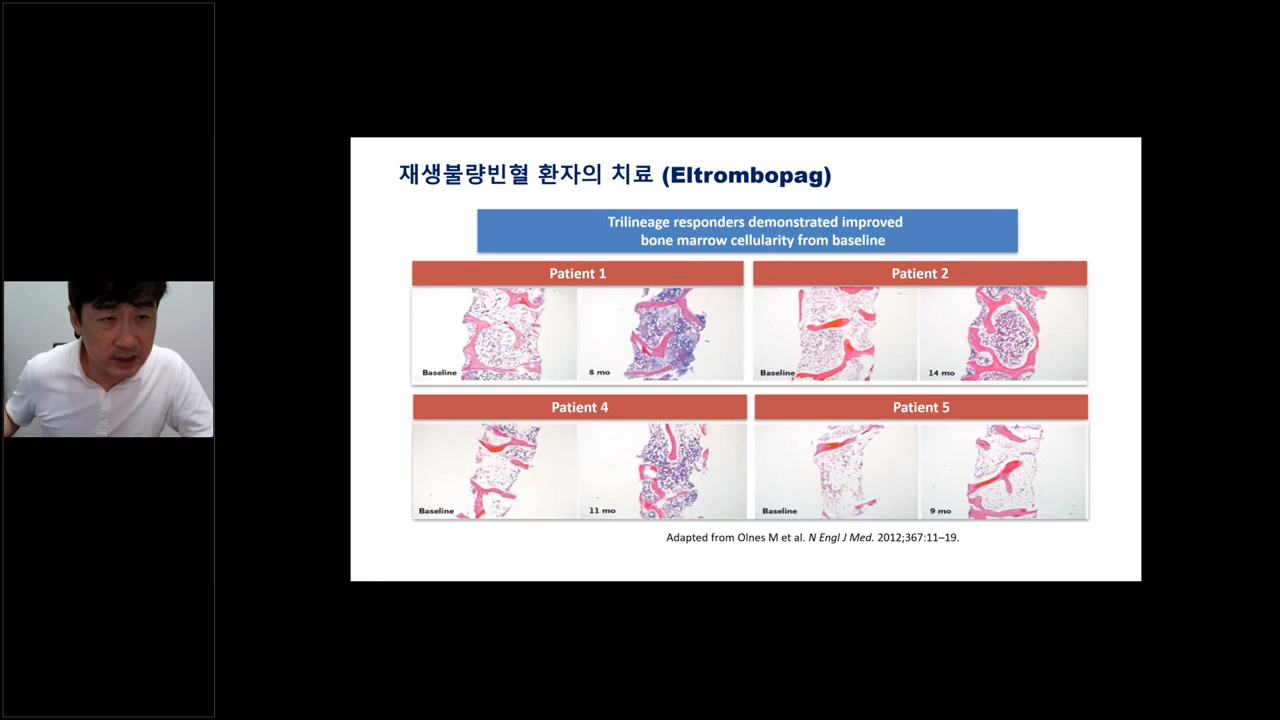 재생불량빈혈 환자의 치료 (Eltrombopag)
Trilineage responders demonstrated improved
bone marrow cellularity from baseline
Patient 1
Patient 2
Baseline
8 mo
Baseline
14 mo
Patient 4
Patient 5
Baseline
11 mo
Baseline
9 mo
Adapted from Olnes M et al. N Engl J Med. 2012;367:11–19.